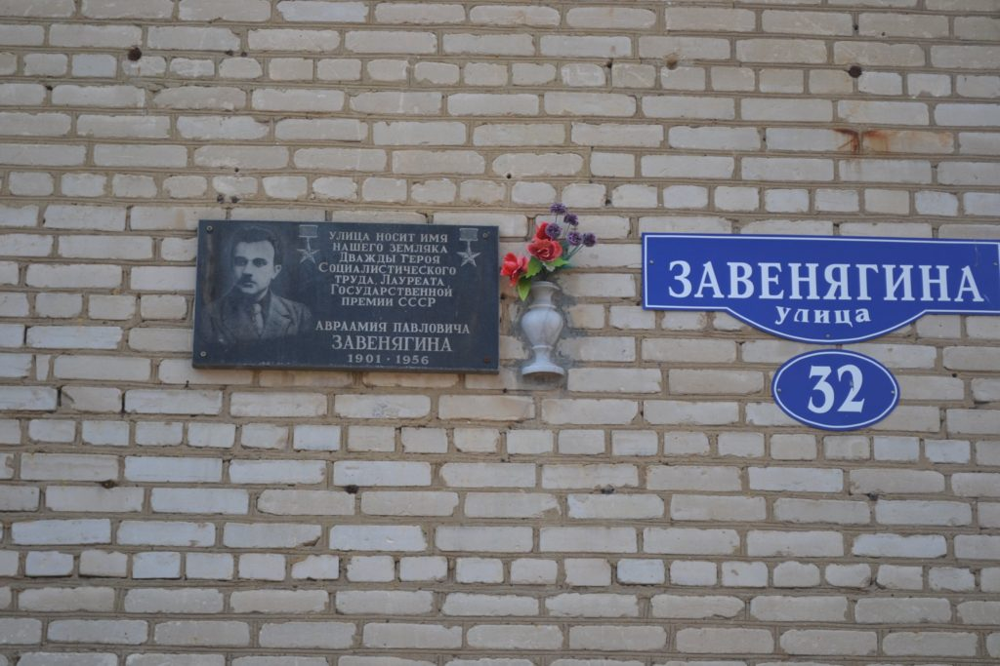 УЛИЦА НОСИТ ИМЯ
НАШЕГО ЗЕМЛЯКА
ДВАЖДЫ ГЕРОЯ
СОЦИАЛИСТИЧЕСКОГО
ТРУДА, ЛАУРЕАТА
ГОСУДАРСТВЕННОЙ
ПРЕМИИ СССР
АВРААМИЯ ПАВЛОВИЧА
ЗАВЕНЯГИНА
1901 · 1956
ЗАВЕНЯГИНА
улица
32